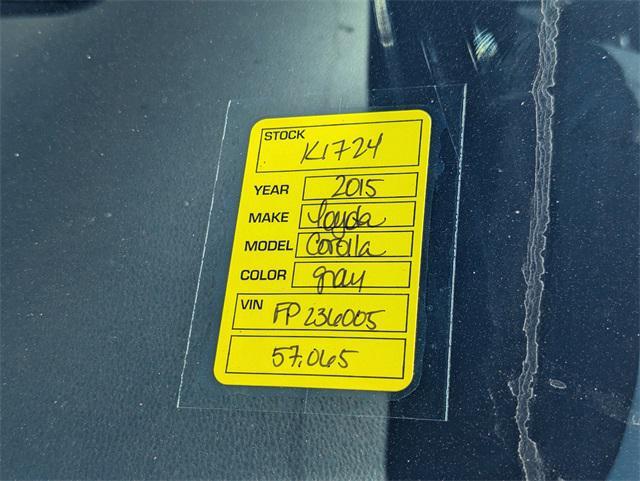 STOCK
K1724
YEAR 2015
MAKE Toyota
MODEL Corolla
COLOR gray
VIN FP236005
57,065